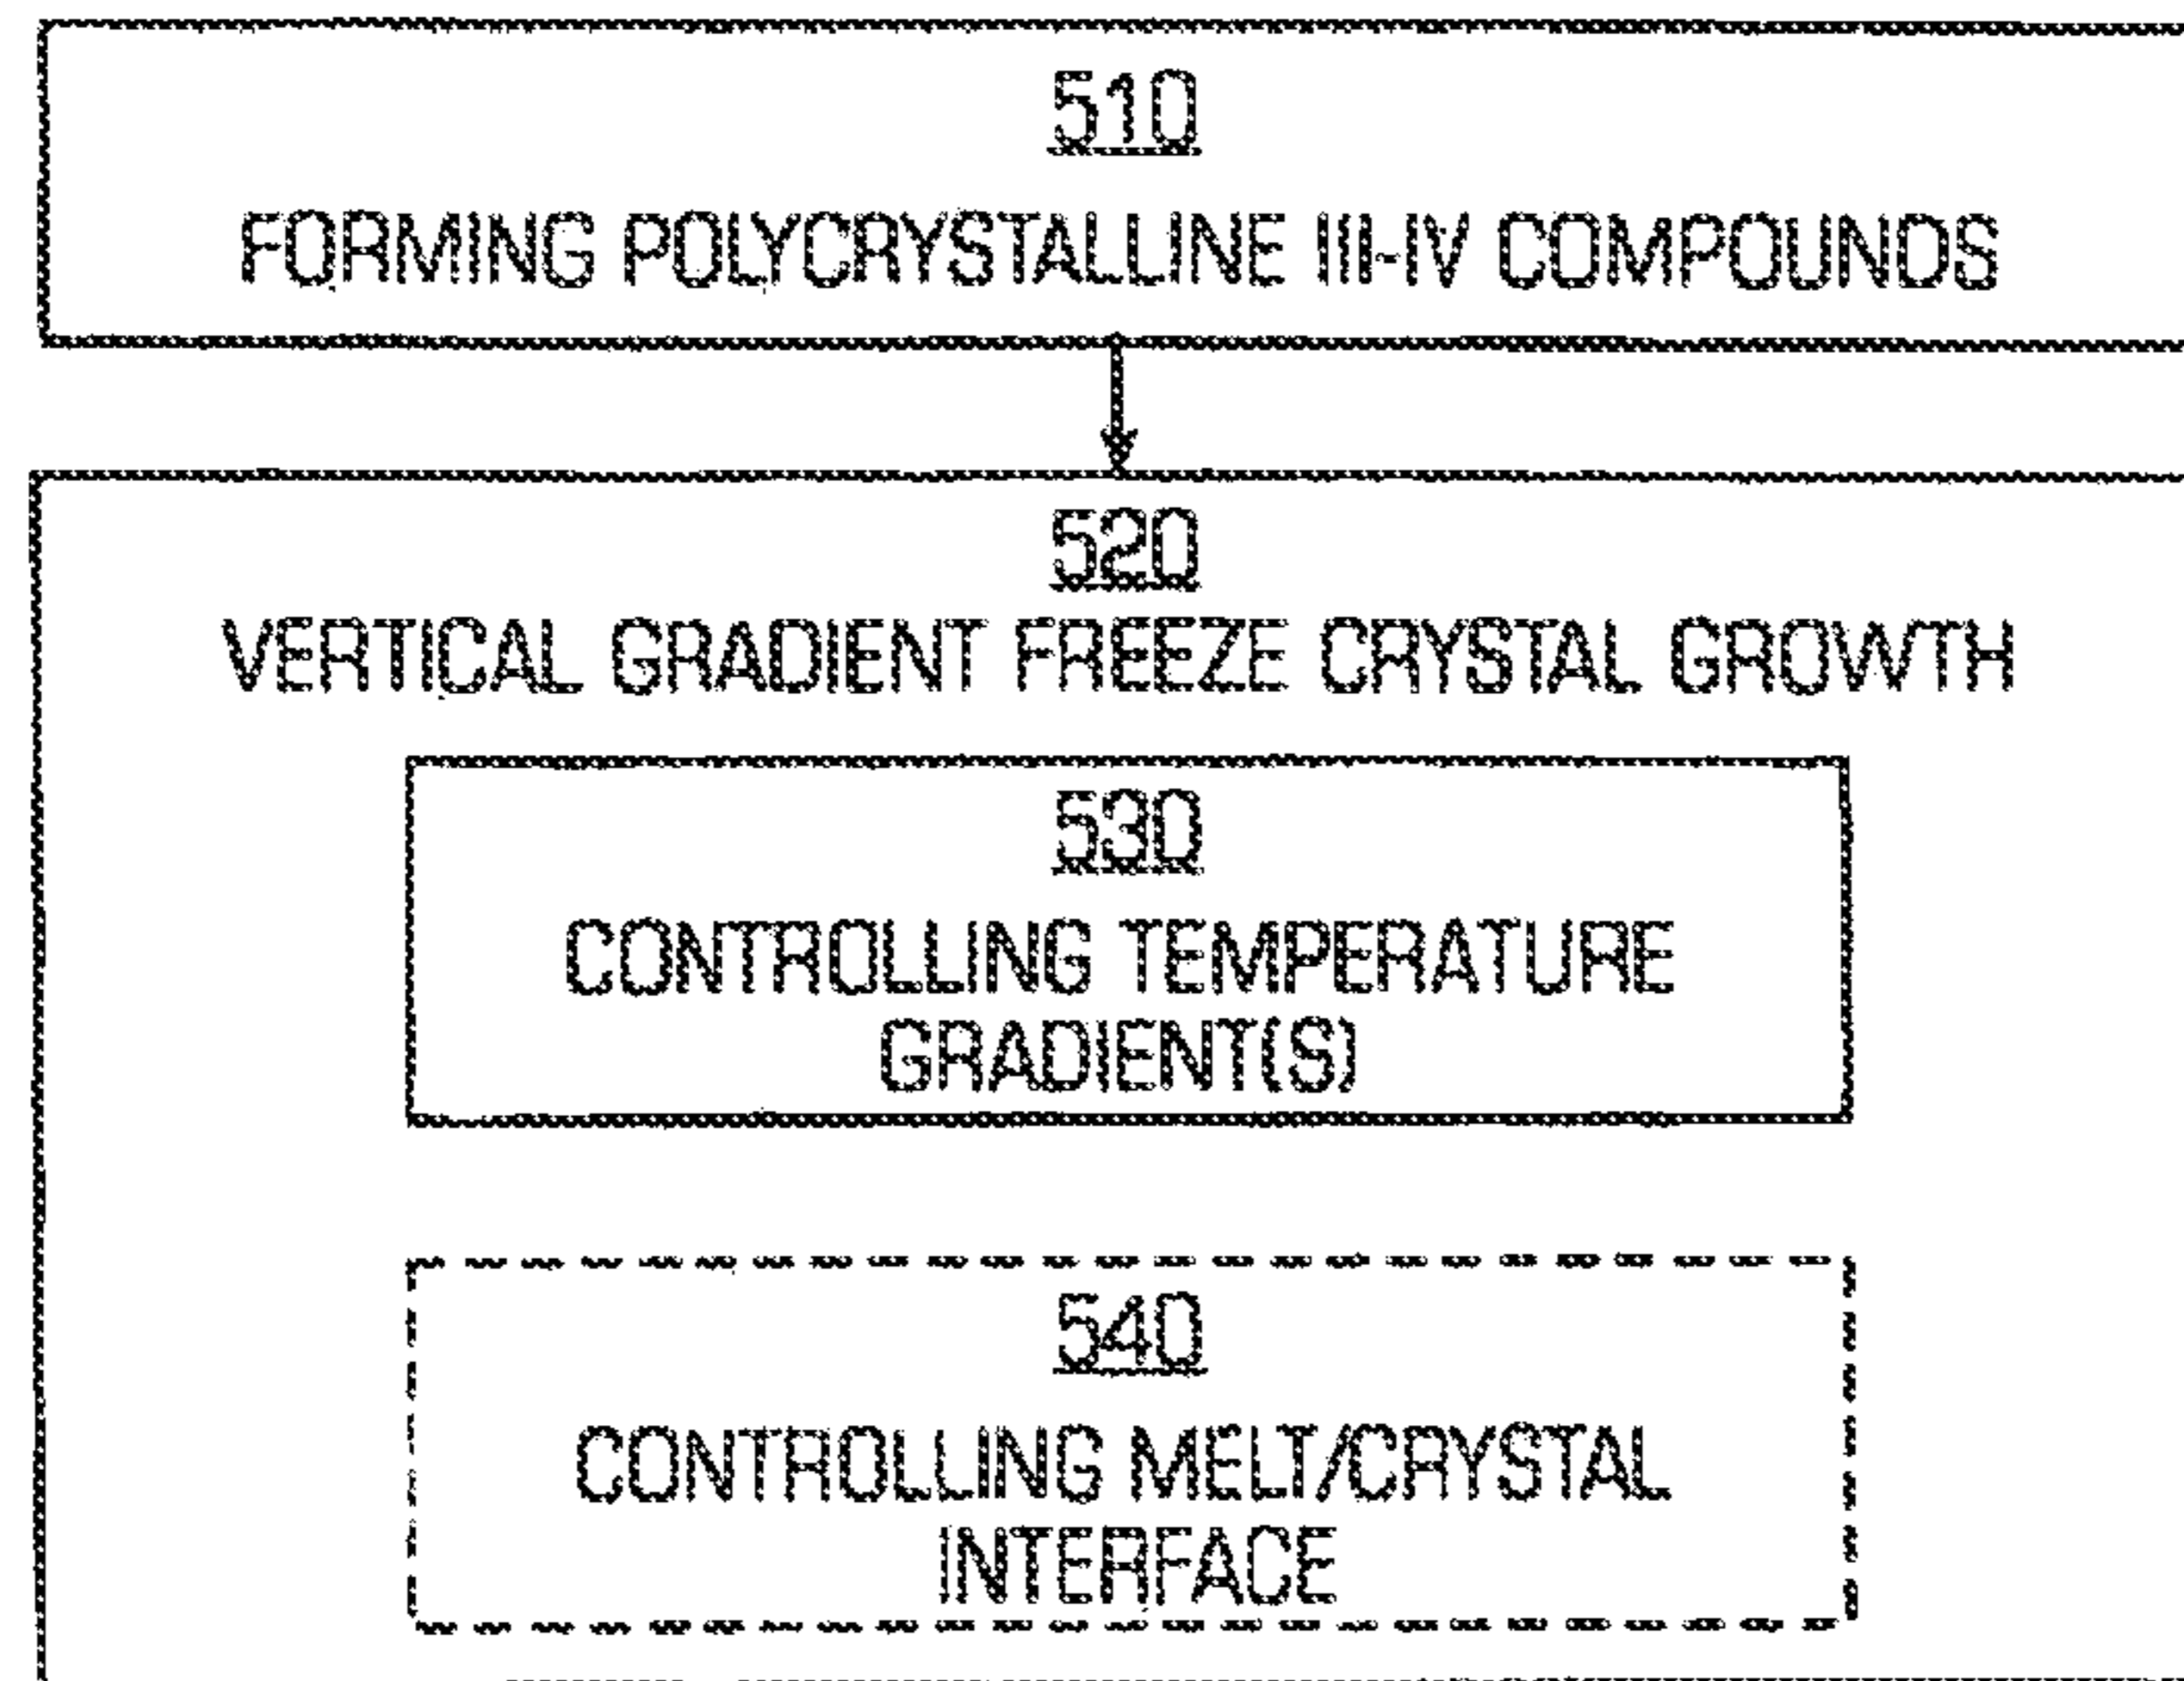 510
FORMING POLYCRYSTALLINE III-IV COMPOUNDS
520
VERTICAL GRADIENT FREEZE CRYSTAL GROWTH
530
CONTROLLING TEMPERATURE
GRADIENT(S)
540
CONTROLLING MELT/CRYSTAL
INTERFACE